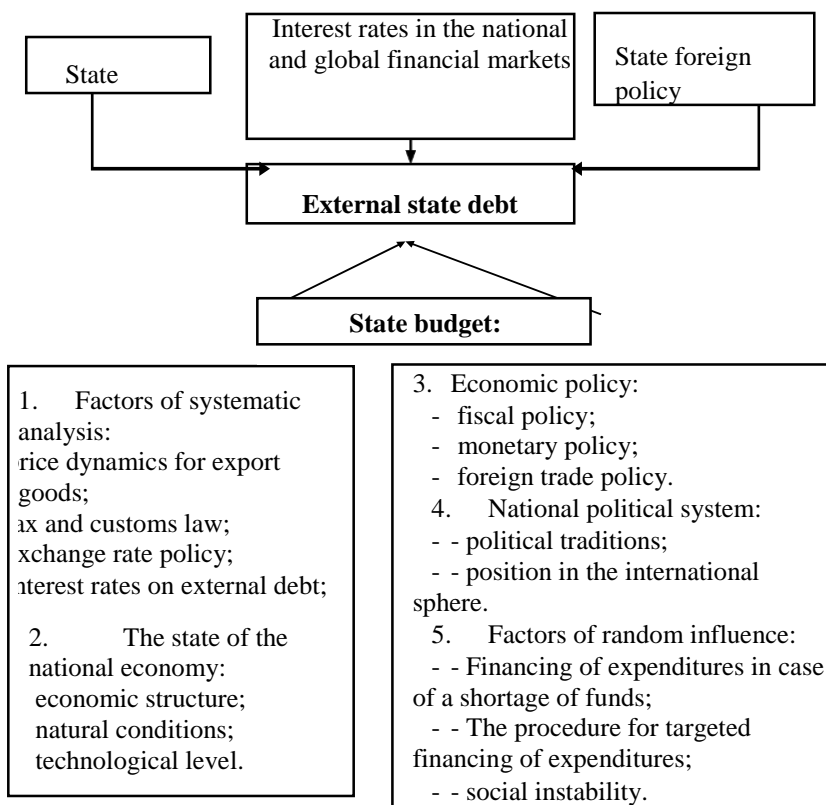 State
Interest rates in the national
and global financial markets
State foreign
policy
External state debt
State budget:
1. Factors of systematic
analysis:
rice dynamics for export
goods;
ax and customs law;
xchange rate policy;
nterest rates on external debt;
2. The state of the
national economy:
economic structure;
natural conditions;
technological level.
3. Economic policy:
- fiscal policy;
- monetary policy;
- foreign trade policy.
4. National political system:
- - political traditions;
- - position in the international
sphere.
5. Factors of random influence:
- - Financing of expenditures in case
of a shortage of funds;
- - The procedure for targeted
financing of expenditures;
- - social instability.